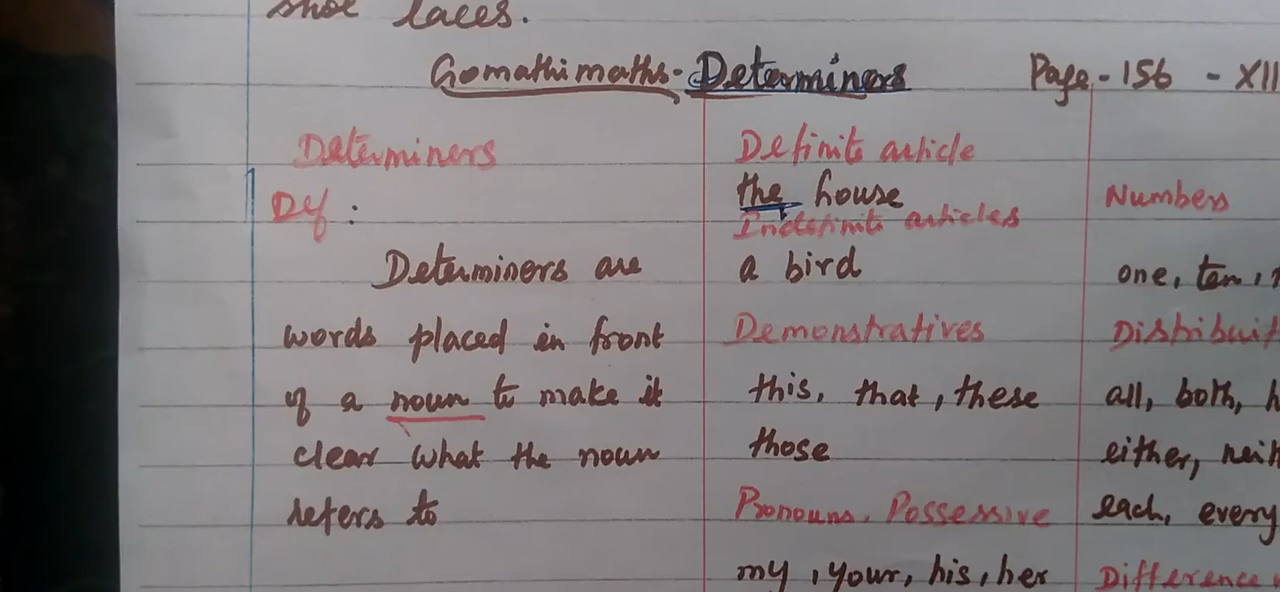 shoe laces.
Gomathimaths - Determiners Page - 156 - XII
Determiners
Def :
Determiners are
words placed in front
of a noun to make it
clear what the noun
refers to
Definite article
the house
Indefinite articles
a bird
Demonstratives
this, that, these
those
Pronouns, Possessive
my, your, his, her
Numbers
one, ten,
all, both,
either,
each, every
Difference